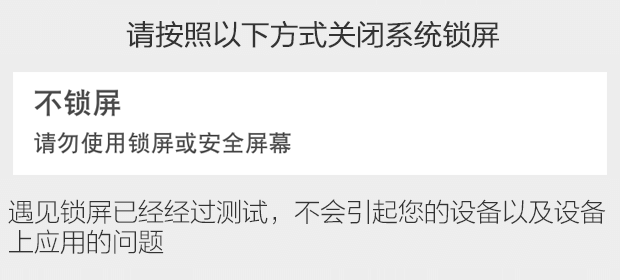 请按照以下方式关闭系统锁屏
不锁屏
请勿使用锁屏或安全屏幕
遇见锁屏已经经过测试，不会引起您的设备以及设备
上应用的问题